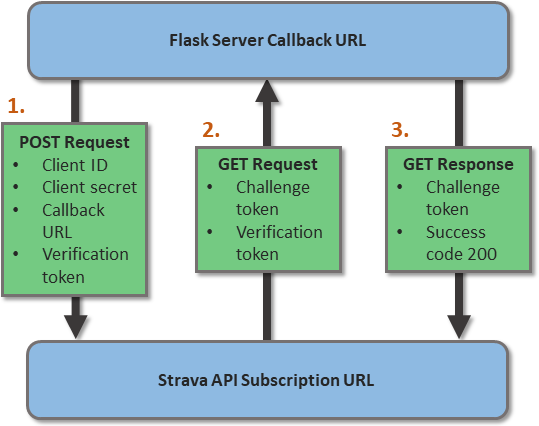 Flask Server Callback URL
1.
POST Request
• Client ID
• Client secret
• Callback
URL
• Verification
token
2.
GET Request
• Challenge
token
• Verification
token
3.
GET Response
• Challenge
token
• Success
code 200
Strava API Subscription URL